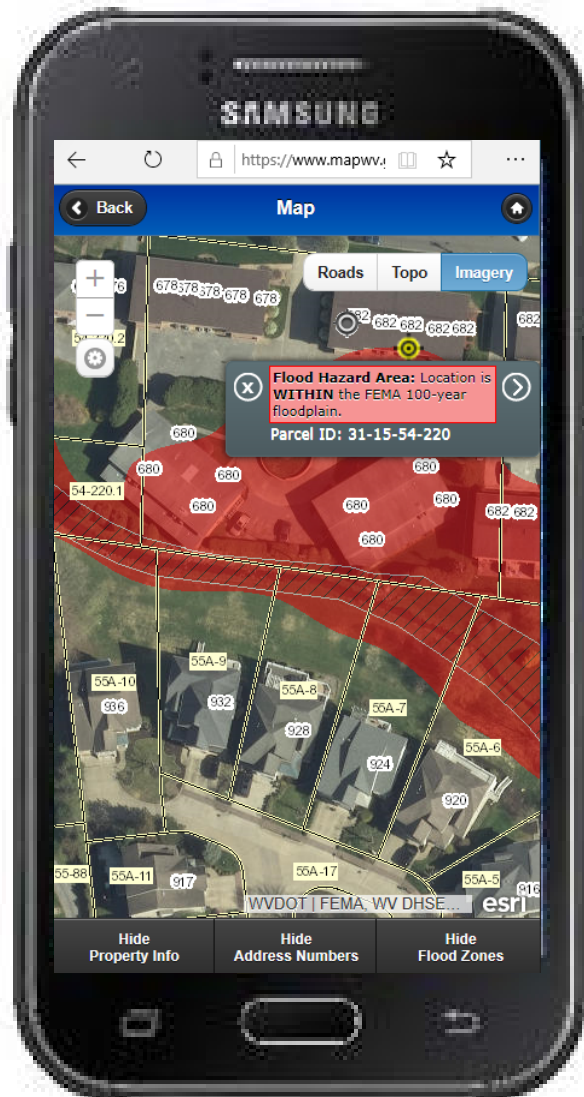 SAMSUNG
https://www.mapwv.g
Back
Map
Roads
Topo
Imagery
678 678 678 678 678
682 682 682 682 682
682
Flood Hazard Area: Location is
WITHIN the FEMA 100-year
floodplain.
Parcel ID: 31-15-54-220
680
680
680
680
680
680
680
680
54-220.1
682 682
55A-10
936
55A-9
932
55A-8
928
55A-7
924
55A-6
920
55-88
55A-11
917
55A-17
55A-5
916
WVDOT | FEMA, WV DHSE...
esri
Hide
Property Info
Hide
Address Numbers
Hide
Flood Zones